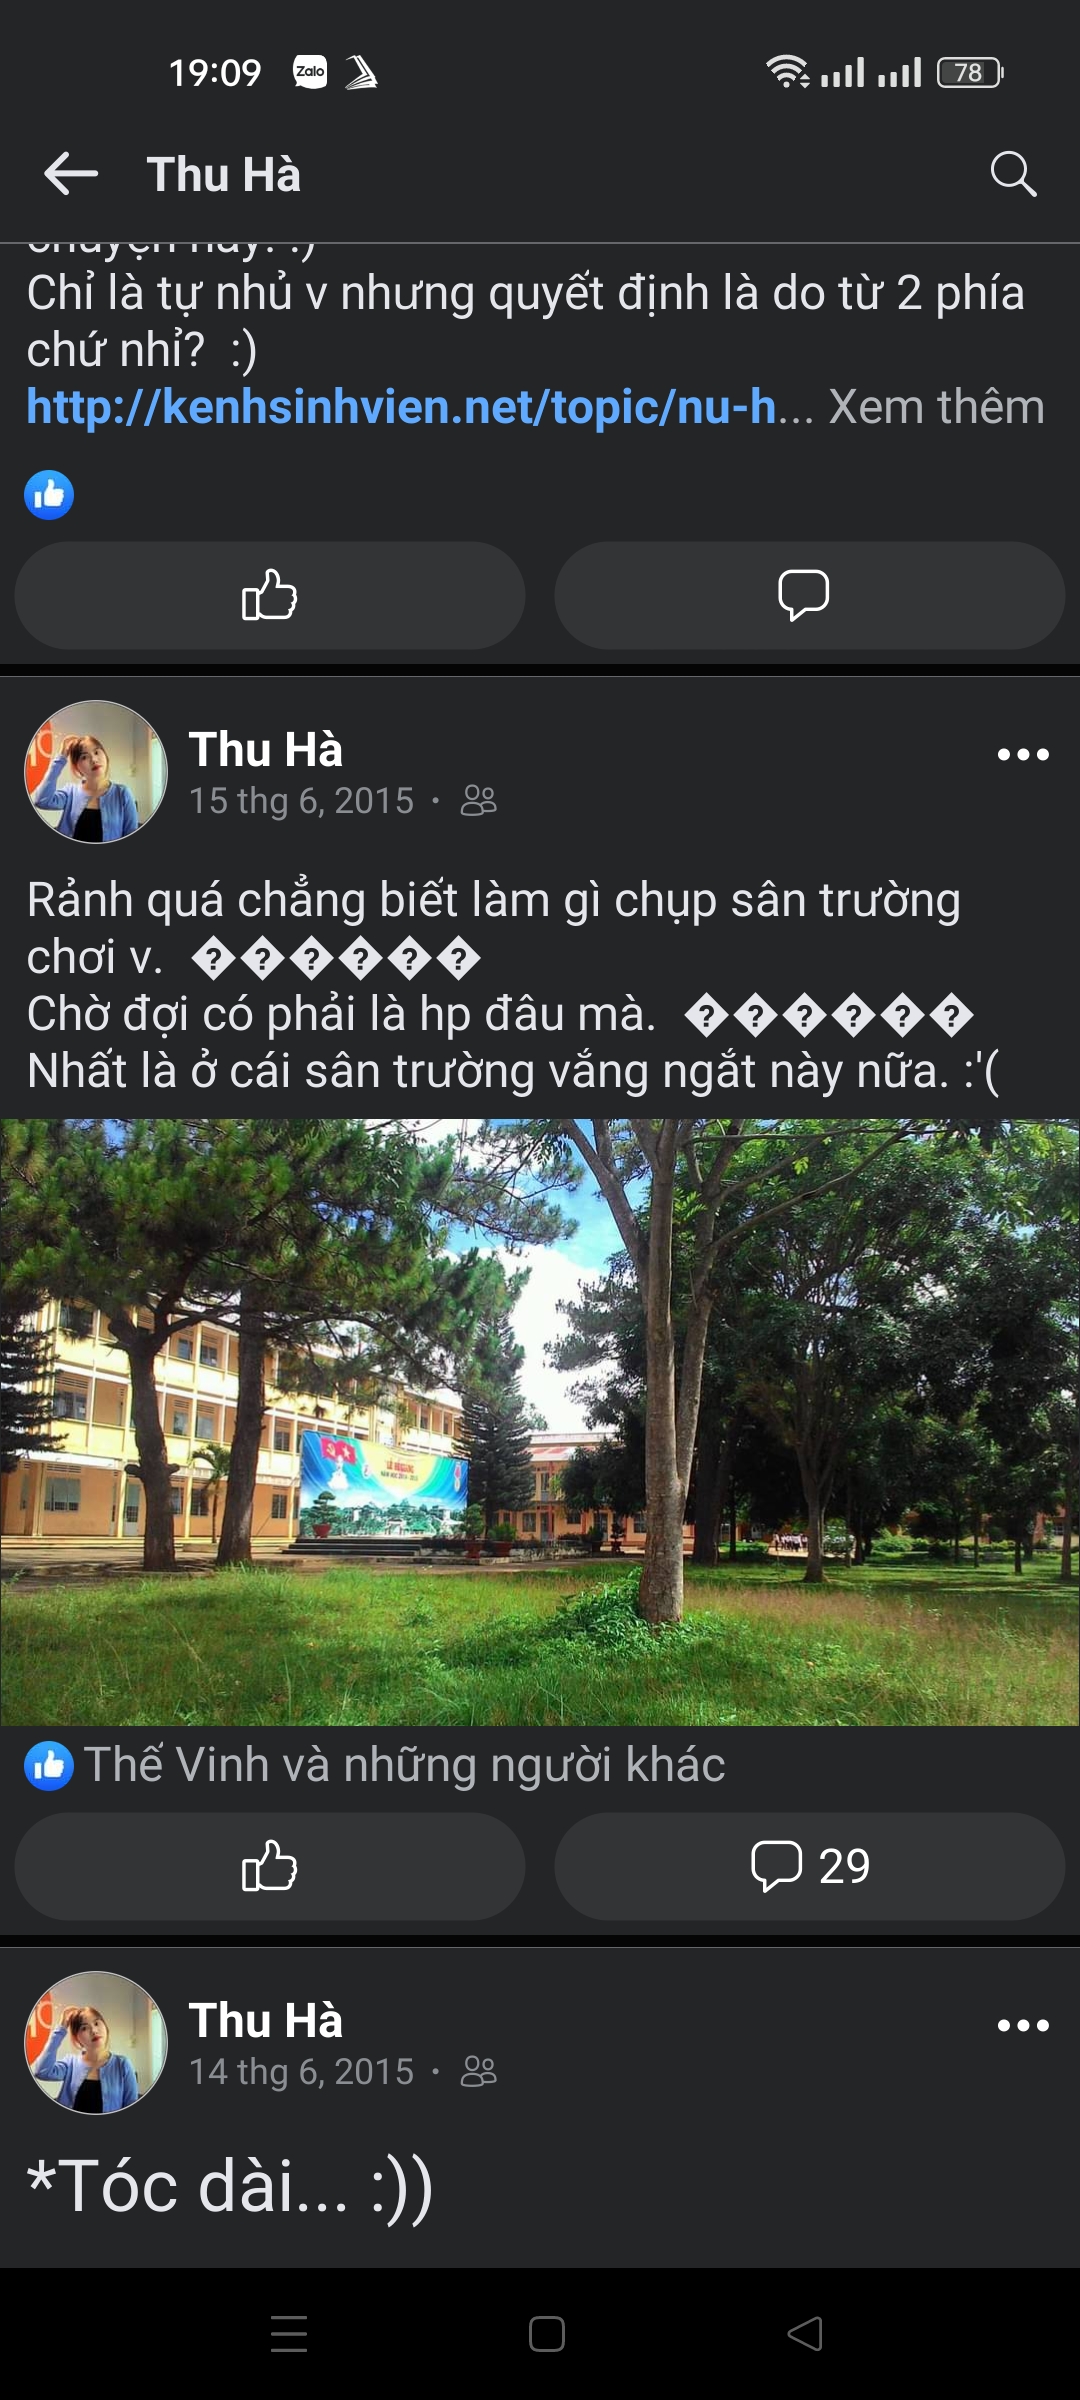 19:09 Zalo 78
Thu Hà
chuyện này! :)
Chỉ là tự nhủ v nhưng quyết định là do từ 2 phía
chứ nhỉ? :)
http://kenhsinhvien.net/topic/nu-h... Xem thêm
Thu Hà
15 thg 6, 2015
Rảnh quá chẳng biết làm gì chụp sân trường
chơi v. ������
Chờ đợi có phải là hp đâu mà. ������
Nhất là ở cái sân trường vắng ngắt này nữa. :'(
Thế Vinh và những người khác
29
Thu Hà
14 thg 6, 2015
*Tóc dài... :))